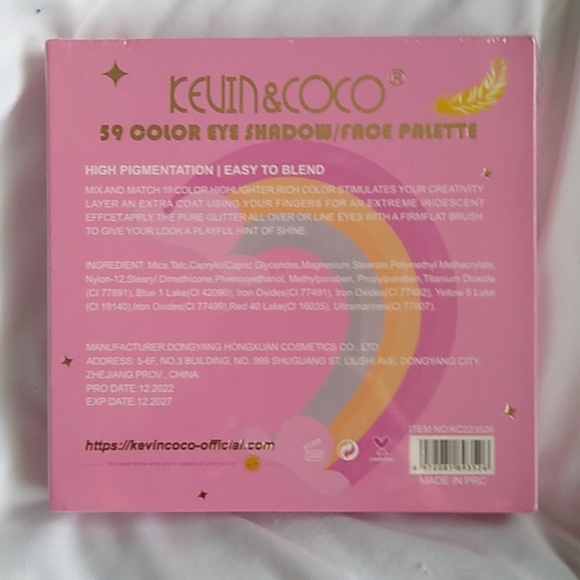 KEVIN&COCO®
59 COLOR EYE SHADOW/FACE PALETTE
HIGH PIGMENTATION | EASY TO BLEND
MIX AND MATCH 59 COLOR HIGHLIGHTER,RICH COLOR STIMULATES YOUR CREATIVITY
LAYER AN EXTRA COAT USING YOUR FINGERS FOR AN EXTREME IRIDESCENT
EFFCET.APPLY THE PURE GLITTER ALL OVER OR LINE EYES WITH A FIRMFLAT BRUSH
TO GIVE YOUR LOOK A PLAYFUL HINT OF SHINE.
INGREDIENT: Mica,Talc,Caprylic/Capric Glycerides,Magnesium Stearate,Polymethyl Methacrylate,
Nylon-12,Stearyl Dimethicone,Phenoxyethanol, Methylparaben, Propylparaben,Titanium Dioxide
(CI 77891), Blue 1 Lake(CI 42090), Iron Oxides(CI 77491), Iron Oxides(CI 77492), Yellow 5 Lake
(CI 19140),Iron Oxides(CI 77499),Red 40 Lake(CI 16035), Ultramarines(CI 77007).
MANUFACTURER:DONGYANG HONGXUAN COSMETICS CO., LTD.
ADDRESS: 5-6F, NO.3 BUILDING, NO. 999 SHUGUANG ST, LIUSHI AVE, DONGYANG CITY,
ZHEJIANG PROV., CHINA
PRO DATE:12.2022
EXP DATE:12.2027
https://kevincoco-official.com
ITEM NO:KC223526
MADE IN PRC